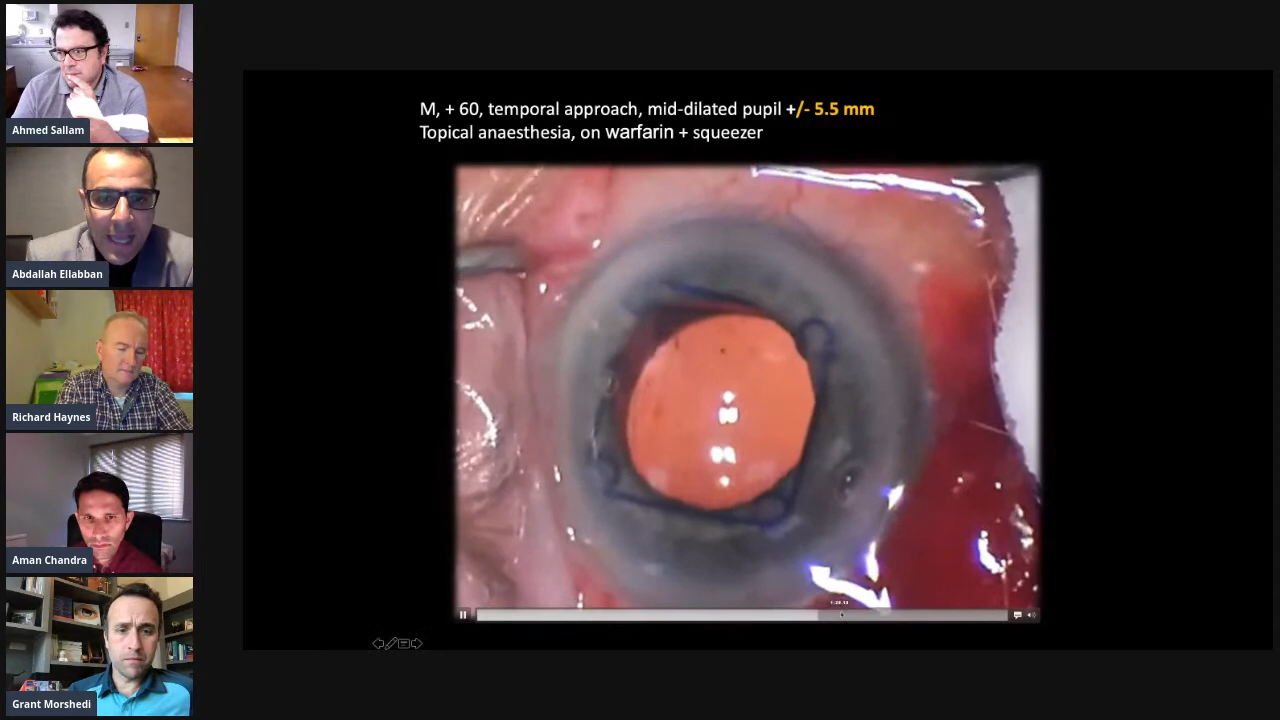 Ahmed Sallam
Abdallah Ellabban
Richard Haynes
Aman Chandra
Grant Morshedi
M, + 60, temporal approach, mid-dilated pupil +/- 5.5 mm
Topical anaesthesia, on warfarin + squeezer